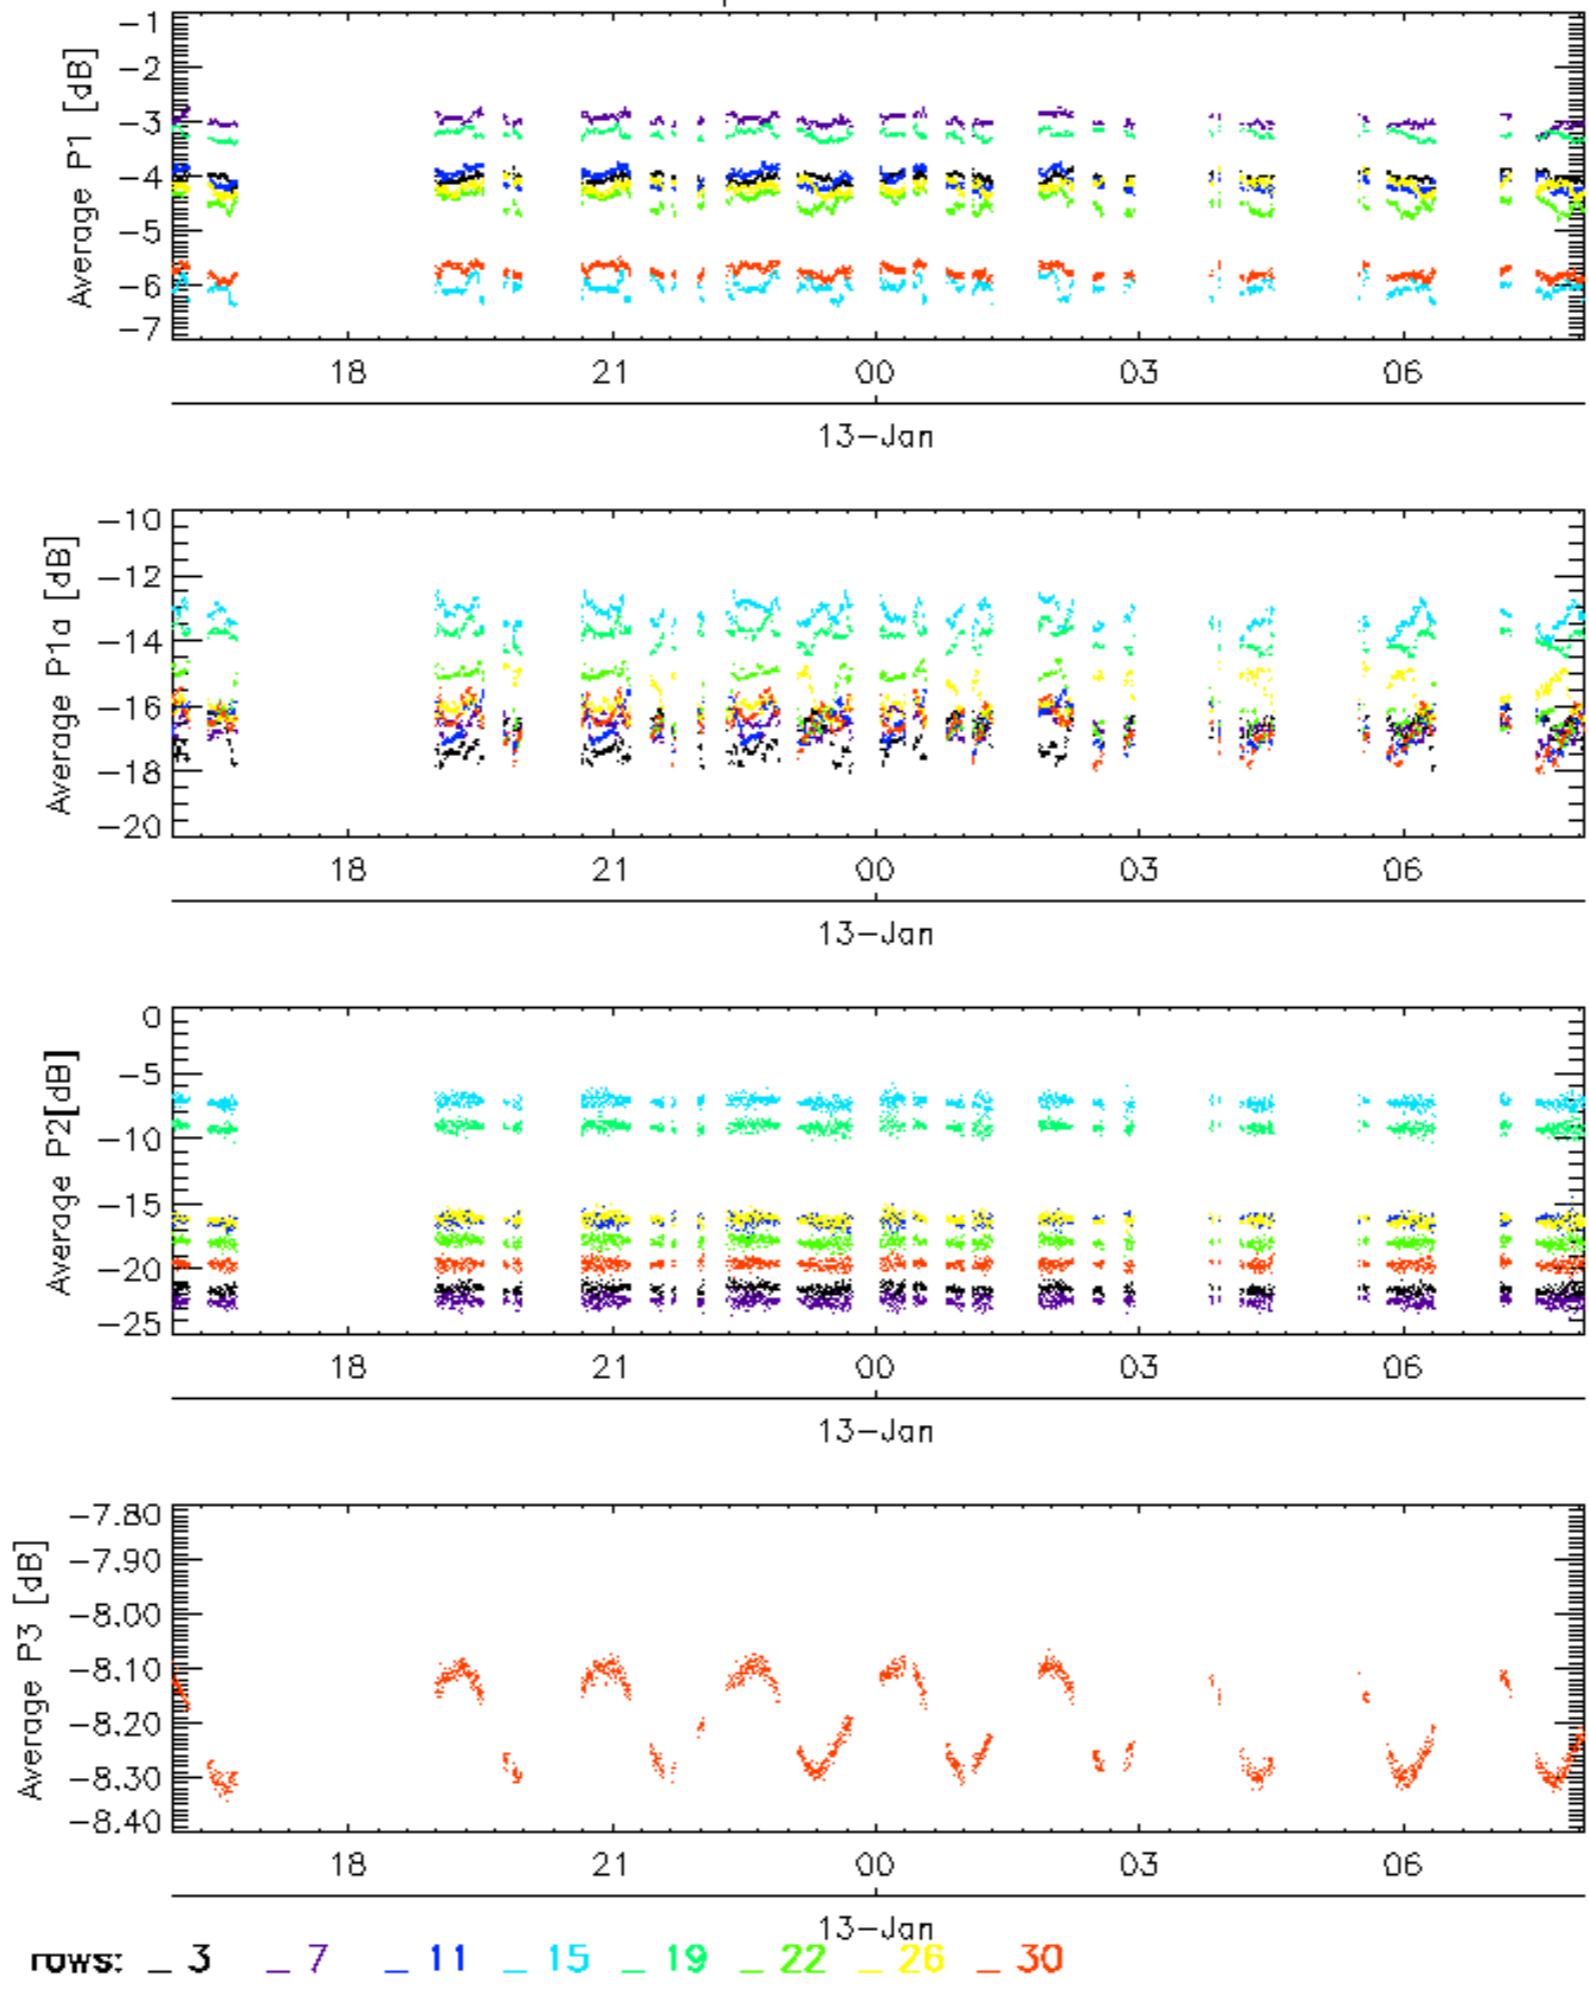 Average P1 [dB]
-1
-2
-3
-4
-5
-6
-7
18 21 00 03 06
13-Jan
Average P1a [dB]
-10
-12
-14
-16
-18
-20
18 21 00 03 06
13-Jan
Average P2[dB]
0
-5
-10
-15
-20
-25
18 21 00 03 06
13-Jan
Average P3 [dB]
-7.80
-7.90
-8.00
-8.10
-8.20
-8.30
-8.40
18 21 00 03 06
13-Jan
rows: _ 3 _ 7 _ 11 _ 15 _ 19 _ 22 _ 26 _ 30